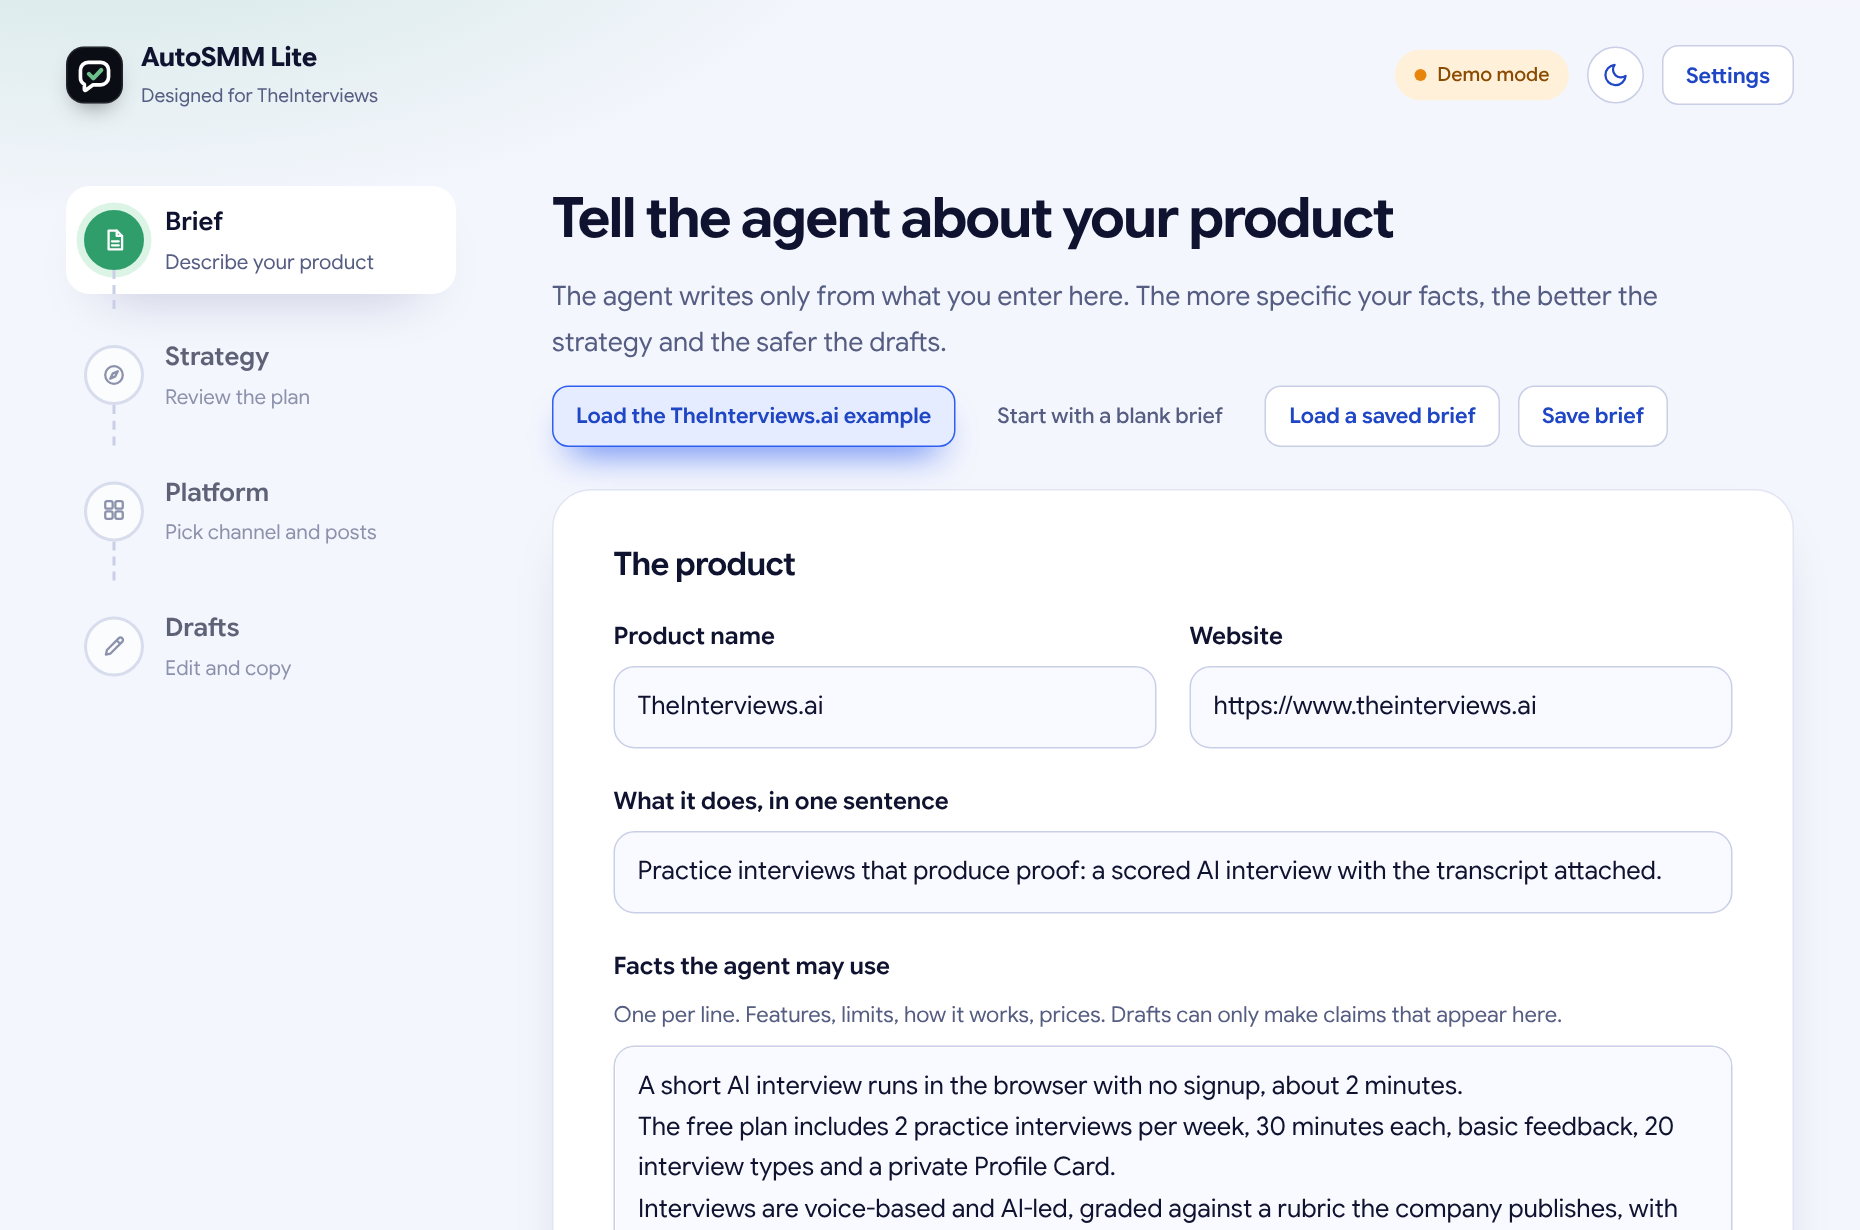 AutoSMM Lite
Designed for TheInterviews
Demo mode
Settings
Brief
Describe your product
Strategy
Review the plan
Platform
Pick channel and posts
Drafts
Edit and copy
Tell the agent about your product
The agent writes only from what you enter here. The more specific your facts, the better the
strategy and the safer the drafts.
Load the TheInterviews.ai example
Start with a blank brief
Load a saved brief
Save brief
The product
Product name
Website
TheInterviews.ai
https://www.theinterviews.ai
What it does, in one sentence
Practice interviews that produce proof: a scored AI interview with the transcript attached.
Facts the agent may use
One per line. Features, limits, how it works, prices. Drafts can only make claims that appear here.
A short AI interview runs in the browser with no signup, about 2 minutes.
The free plan includes 2 practice interviews per week, 30 minutes each, basic feedback, 20
interview types and a private Profile Card.
Interviews are voice-based and AI-led, graded against a rubric the company publishes, with